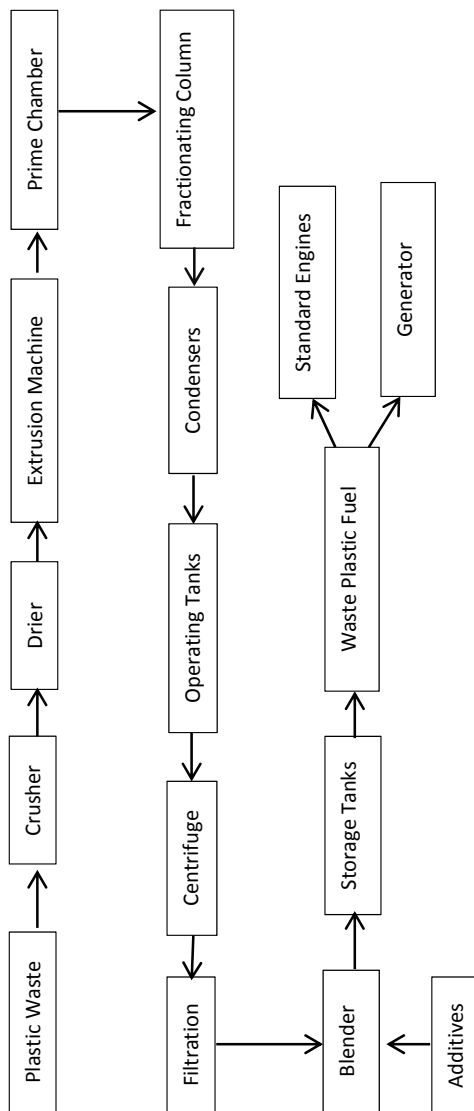 Plastic Waste
Crusher
Drier
Extrusion Machine
Prime Chamber
Fractionating Column
Condensers
Operating Tanks
Centrifuge
Filtration
Additives
Blender
Storage Tanks
Waste Plastic Fuel
Standard Engines
Generator